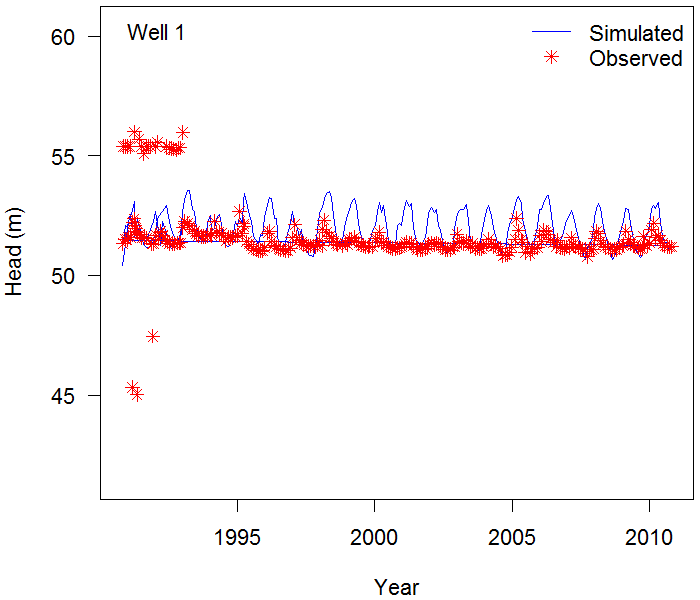 Well 1
Simulated
Observed
60
55
50
45
Head (m)
1995 2000 2005 2010
Year